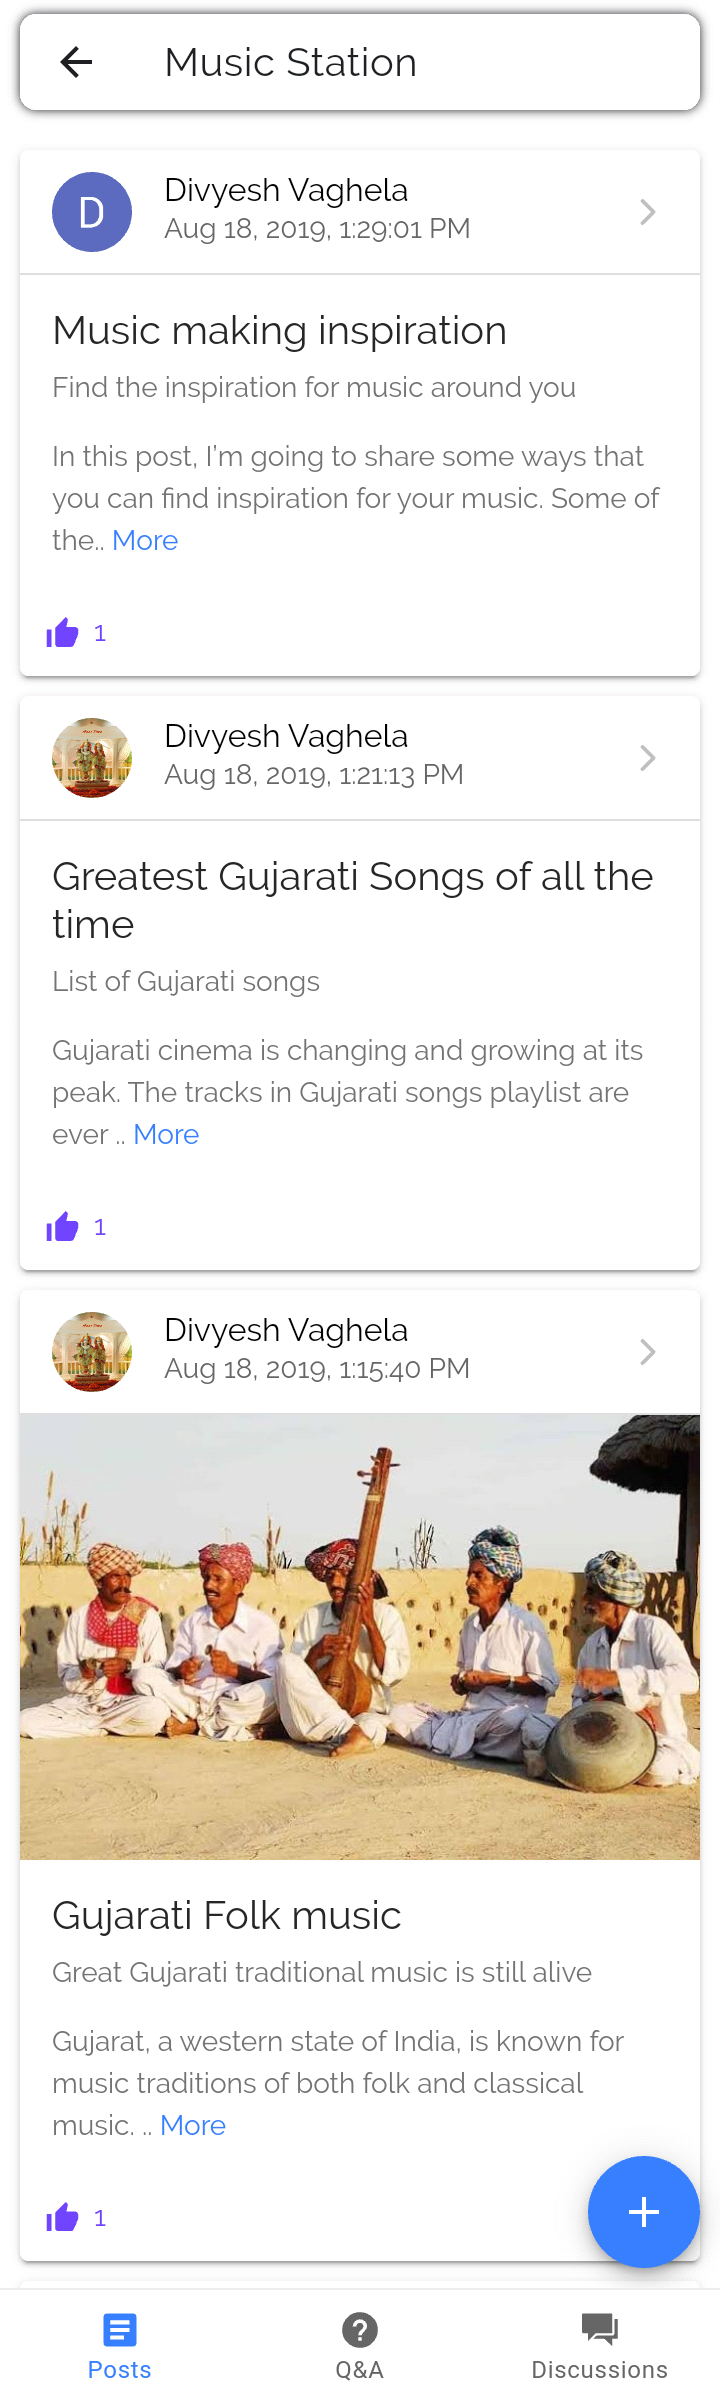 Music Station
D
Divyesh Vaghela
Aug 18, 2019, 1:29:01 PM
Music making inspiration
Find the inspiration for music around you
In this post, I'm going to share some ways that
you can find inspiration for your music. Some of
the.. More
1
Divyesh Vaghela
Aug 18, 2019, 1:21:13 PM
Greatest Gujarati Songs of all the
time
List of Gujarati songs
Gujarati cinema is changing and growing at its
peak. The tracks in Gujarati songs playlist are
ever .. More
1
Divyesh Vaghela
Aug 18, 2019, 1:15:40 PM
Gujarati Folk music
Great Gujarati traditional music is still alive
Gujarat, a western state of India, is known for
music traditions of both folk and classical
music. .. More
1
Posts
Q&A
Discussions